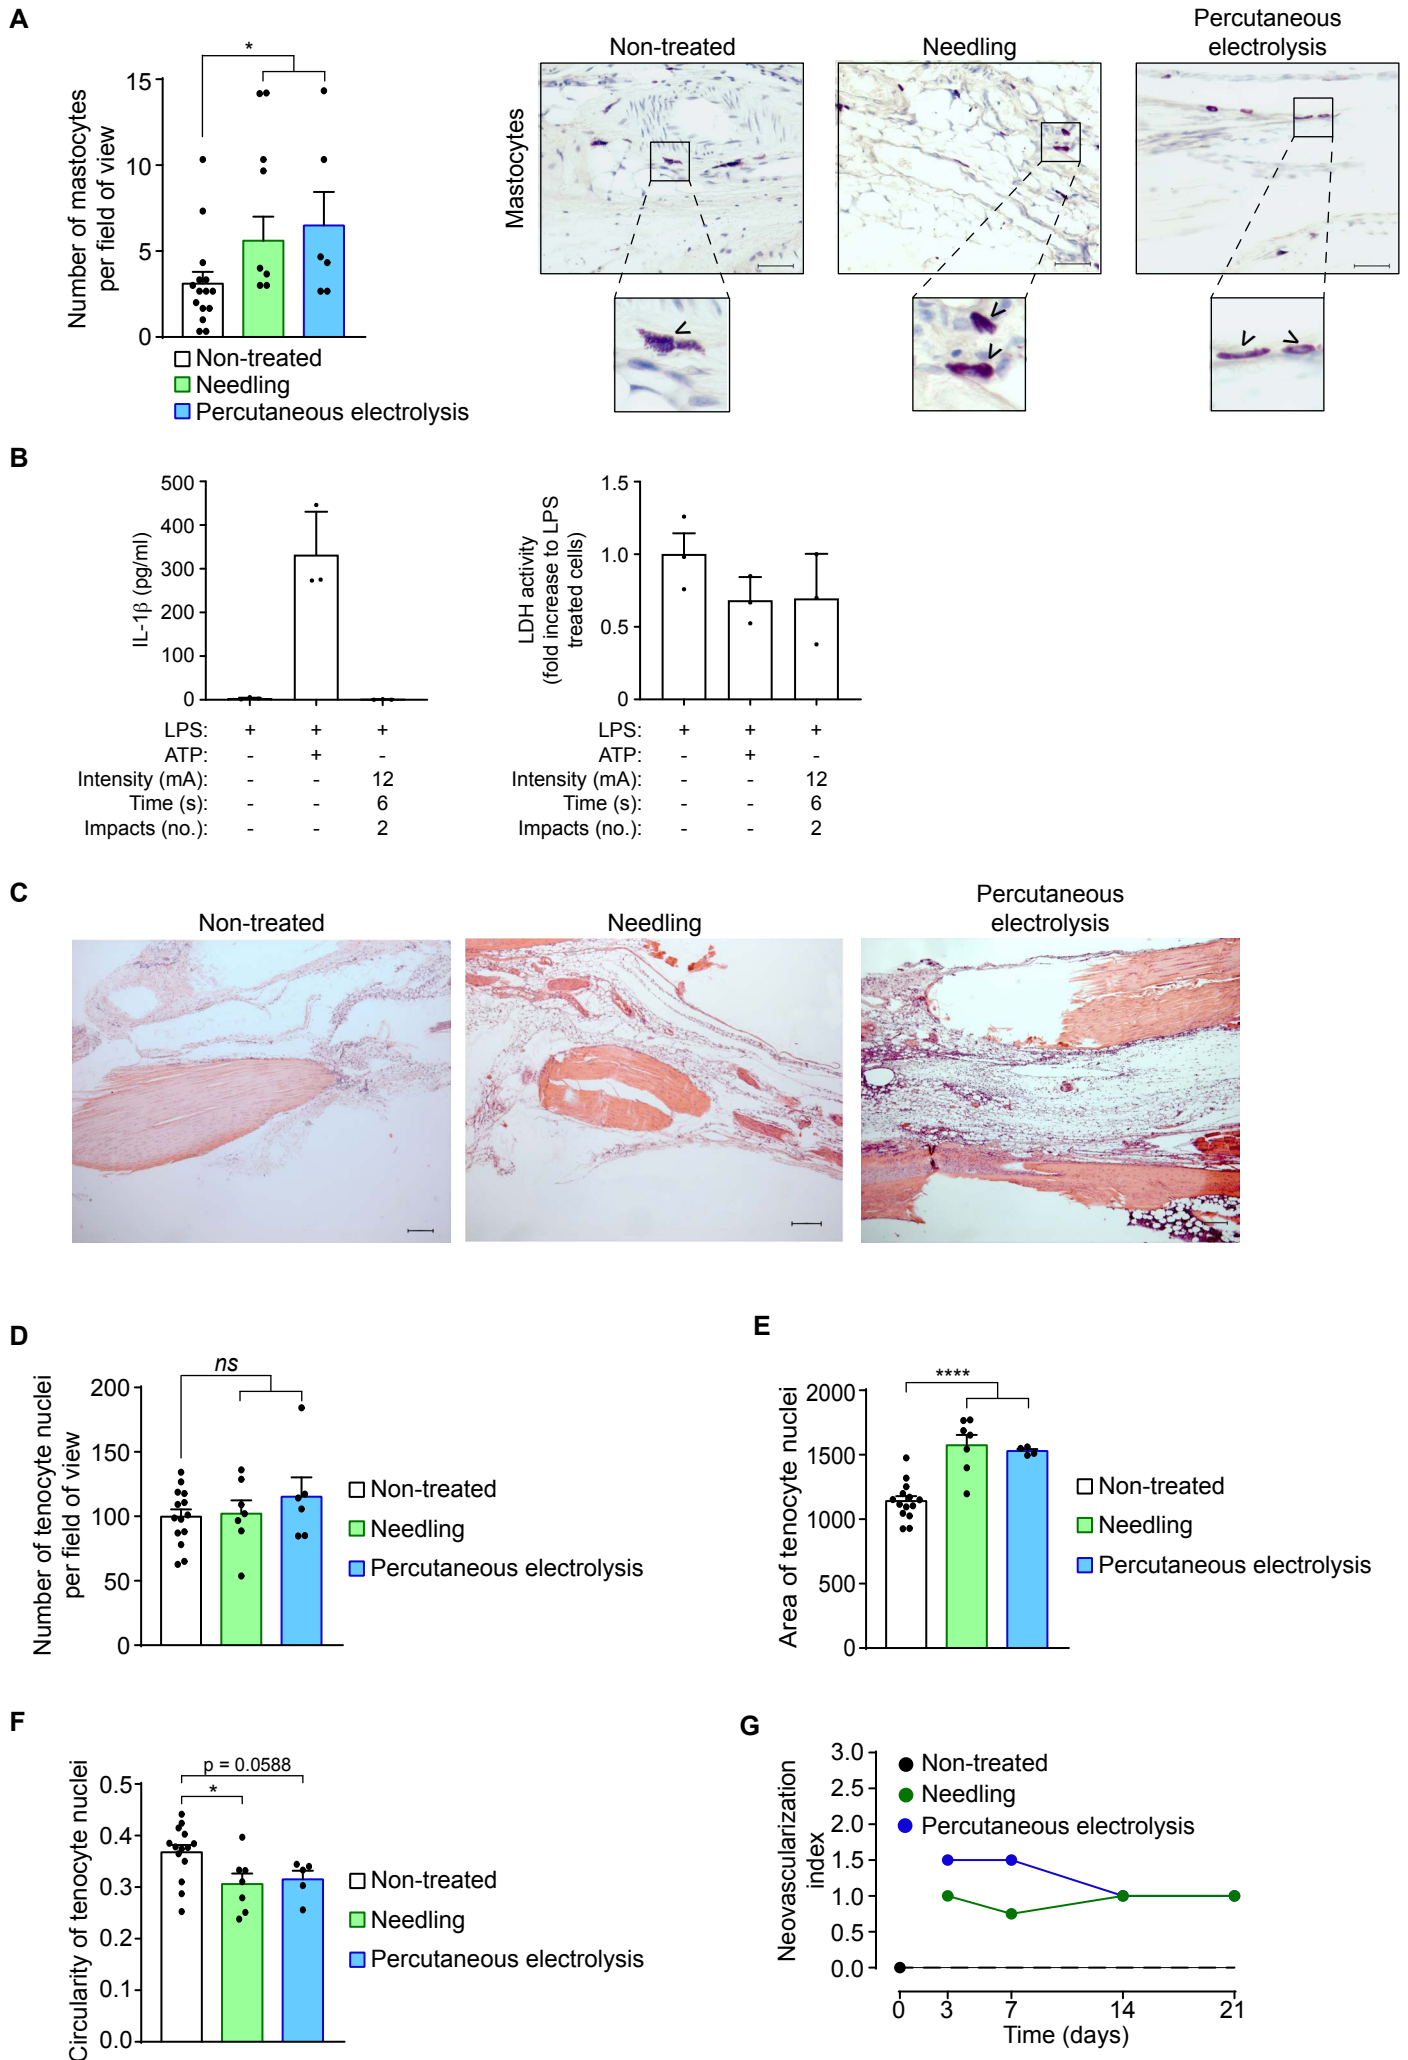 A
Number of mastocytes
per field of view
15
10
5
0
*
Non-treated
Needling
Percutaneous electrolysis
Mastocytes
Non-treated
Needling
Percutaneous
electrolysis
B
IL-1β (pg/ml)
500
400
300
200
100
0
LPS: + + +
ATP: - + -
Intensity (mA): - - 12
Time (s): - - 6
Impacts (no.): - - 2
LDH activity
(fold increase to LPS
treated cells)
1.5
1.0
0.5
0
LPS: + + +
ATP: - + -
Intensity (mA): - - 12
Time (s): - - 6
Impacts (no.): - - 2
C
Non-treated
Needling
Percutaneous
electrolysis
D
Number of tenocyte nuclei
per field of view
200
150
100
50
0
ns
Non-treated
Needling
Percutaneous electrolysis
E
Area of tenocyte nuclei
2000
1500
1000
500
0
****
Non-treated
Needling
Percutaneous electrolysis
F
Circularity of tenocyte nuclei
0.5
0.4
0.3
0.2
0.1
0.0
p = 0.0588
*
Non-treated
Needling
Percutaneous electrolysis
G
Neovascularization
index
3.0
2.5
2.0
1.5
1.0
0.5
0.0
Non-treated
Needling
Percutaneous electrolysis
0 3 7 14 21
Time (days)